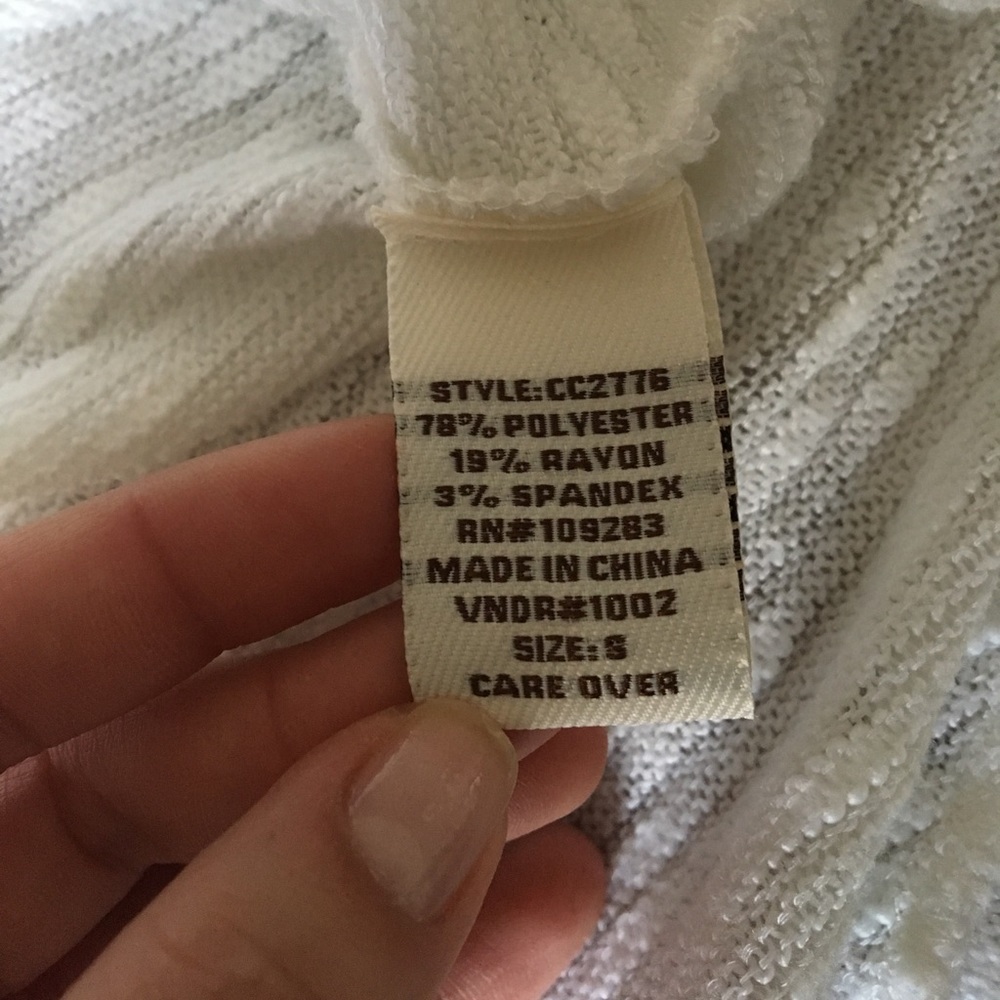 STYLE:CC2776
78% POLYESTER
19% RAYON
3% SPANDEX
RN#109283
MADE IN CHINA
VNDR#1002
SIZE:S
CARE OVER